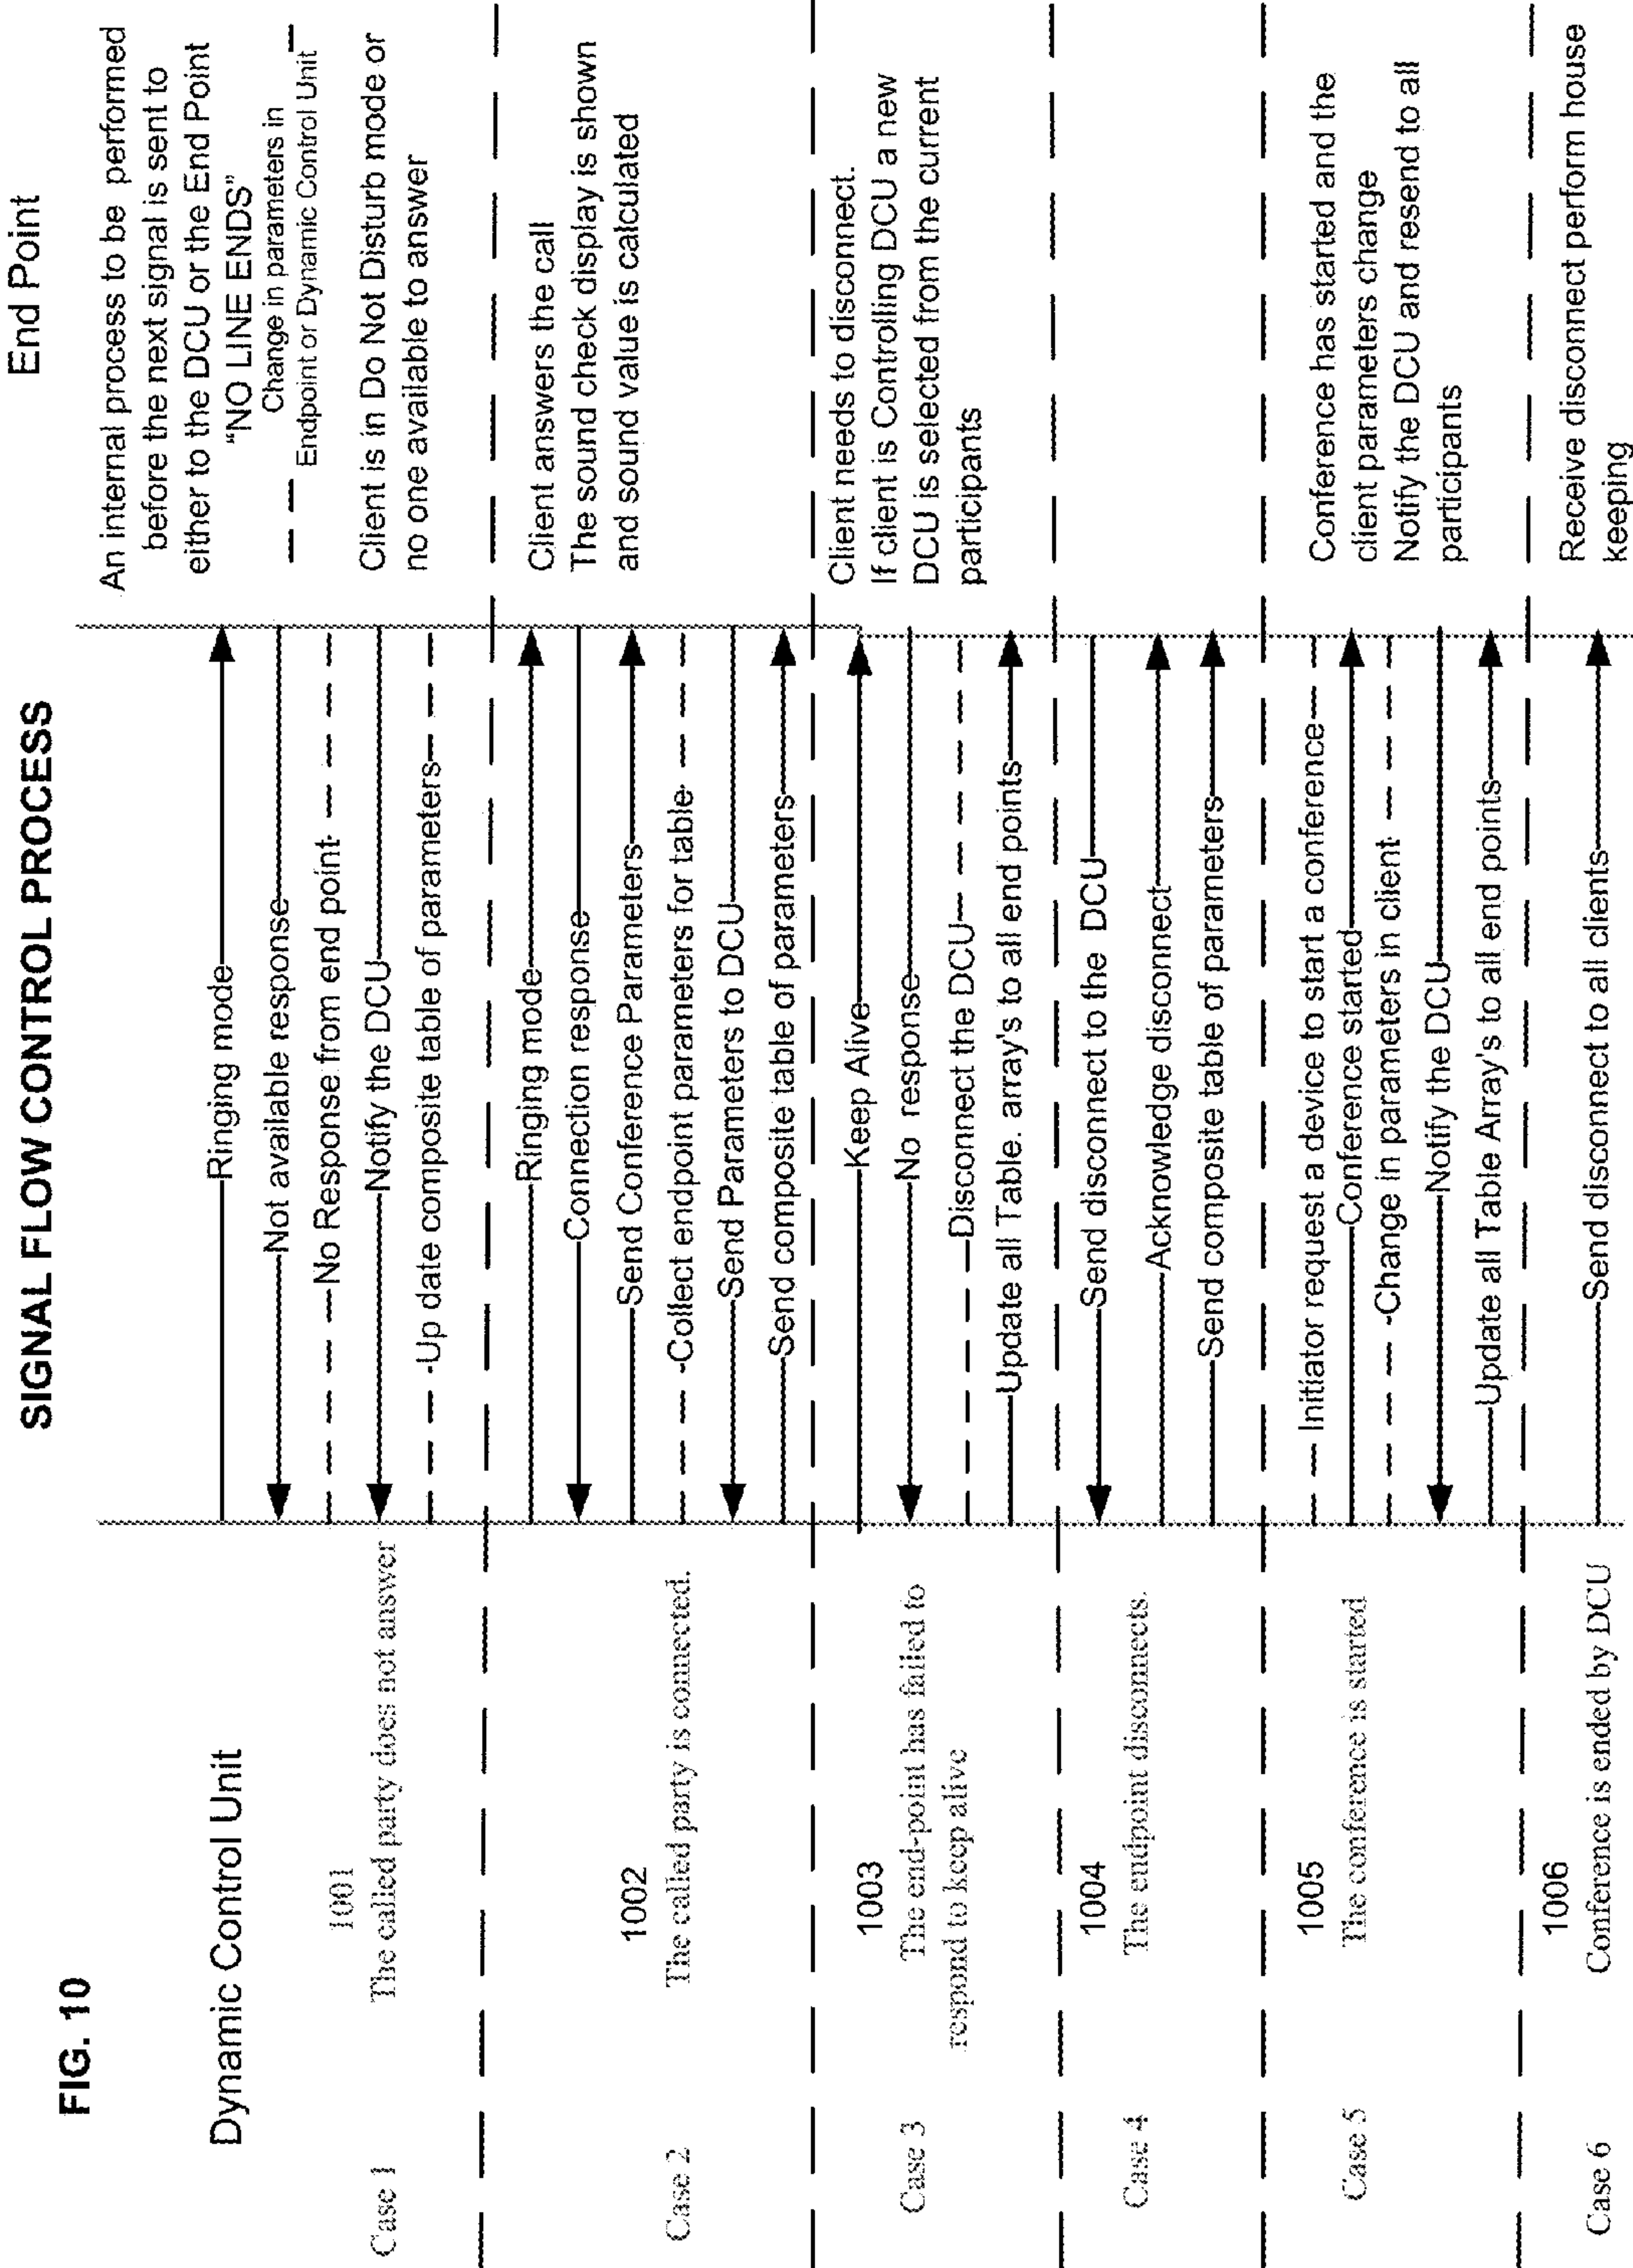 FIG. 10
SIGNAL FLOW CONTROL PROCESS
Dynamic Control Unit
End Point
An internal process to be performed
before the next signal is sent to
either to the DCU or the End Point
"NO LINE ENDS"
Change in parameters in
Endpoint or Dynamic Control Unit
1001
Case 1
The called party does not answer
Ringing mode
Not available response
No Response from end point
Notify the DCU
Up date composite table of parameters
Client is in Do Not Disturb mode or
no one available to answer
1002
Case 2
The called party is connected.
Ringing mode
Connection response
Send Conference Parameters
Collect endpoint parameters for table
Send Parameters to DCU
Send composite table of parameters
Client answers the call
The sound check display is shown
and sound value is calculated
1003
Case 3
The end-point has failed to
respond to keep alive
Keep Alive
No response
Disconnect the DCU
Update all Table. array's to all end points
Client needs to disconnect.
If client is Controlling DCU a new
DCU is selected from the current
participants
1004
Case 4
The endpoint disconnects.
Send disconnect to the DCU
Acknowledge disconnect
Send composite table of parameters
1005
Case 5
The conference is started
Initiator request a device to start a conference
Conference started
Change in parameters in client
Notify the DCU
Update all Table Array's to all end points
Conference has started and the
client parameters change
Notify the DCU and resend to all
participants
1006
Case 6
Conference is ended by DCU
Send disconnect to all clients
Receive disconnect perform house
keeping